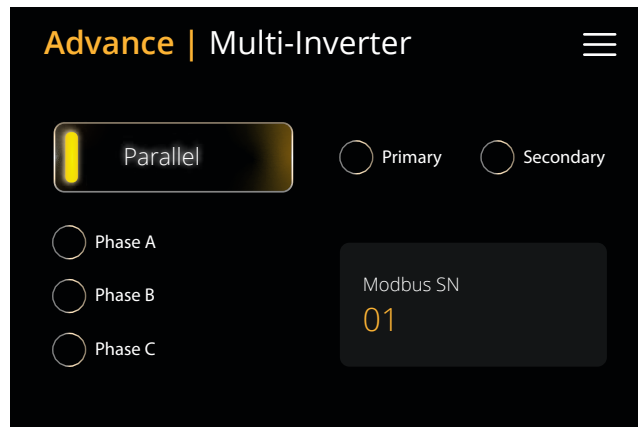 Advance | Multi-Inverter
Parallel
Primary
Secondary
Phase A
Phase B
Phase C
Modbus SN
01